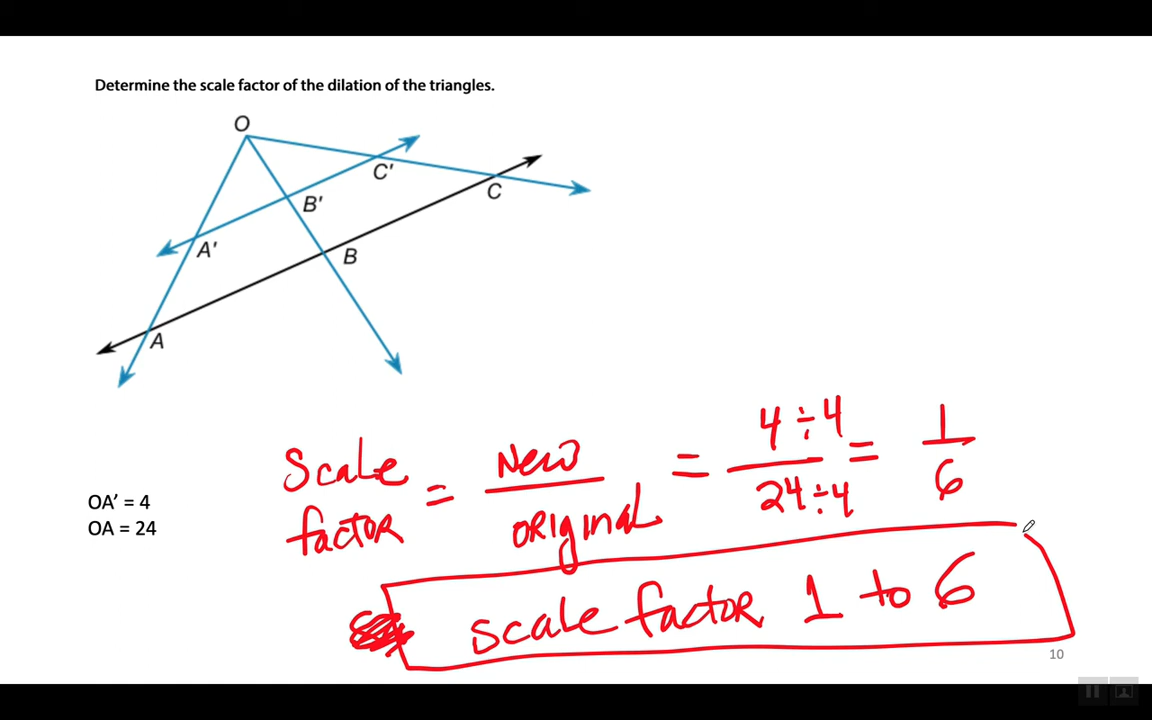 Determine the scale factor of the dilation of the triangles.
O
C'
C
B'
A'
B
A
Scale factor = New / original = 4 ÷ 4 / 24 ÷ 4 = 1 / 6
OA' = 4
OA = 24
scale factor 1 to 6
10